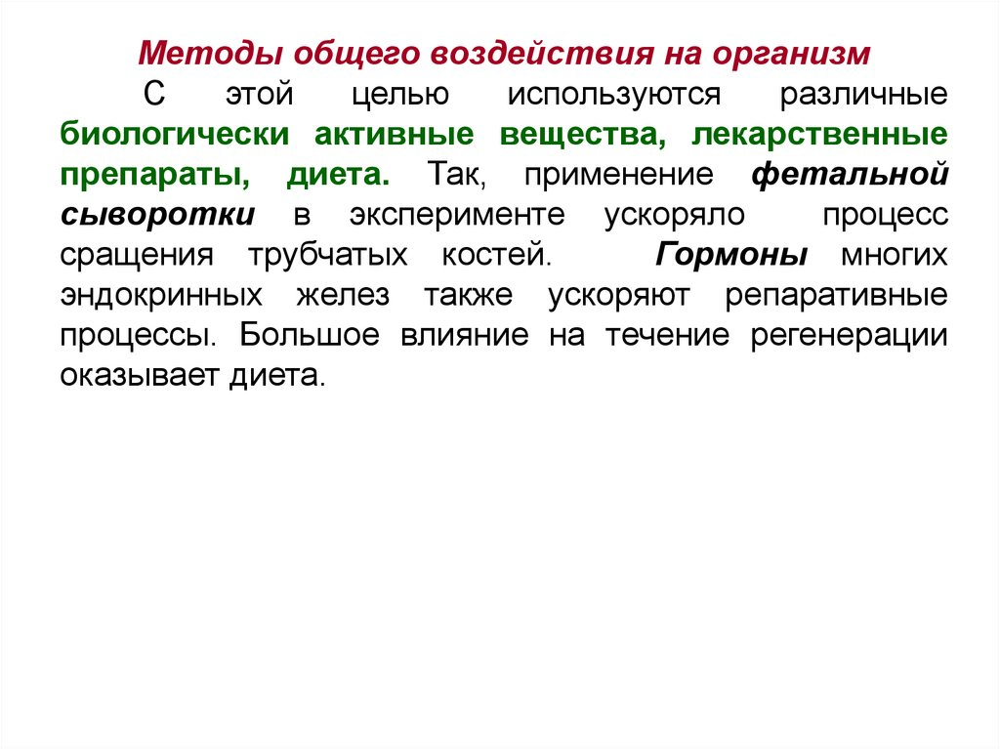 Методы общего воздействия на организм
С этой целью используются различные
биологически активные вещества, лекарственные
препараты, диета. Так, применение фетальной
сыворотки в эксперименте ускоряло процесс
сращения трубчатых костей. Гормоны многих
эндокринных желез также ускоряют репаративные
процессы. Большое влияние на течение регенерации
оказывает диета.